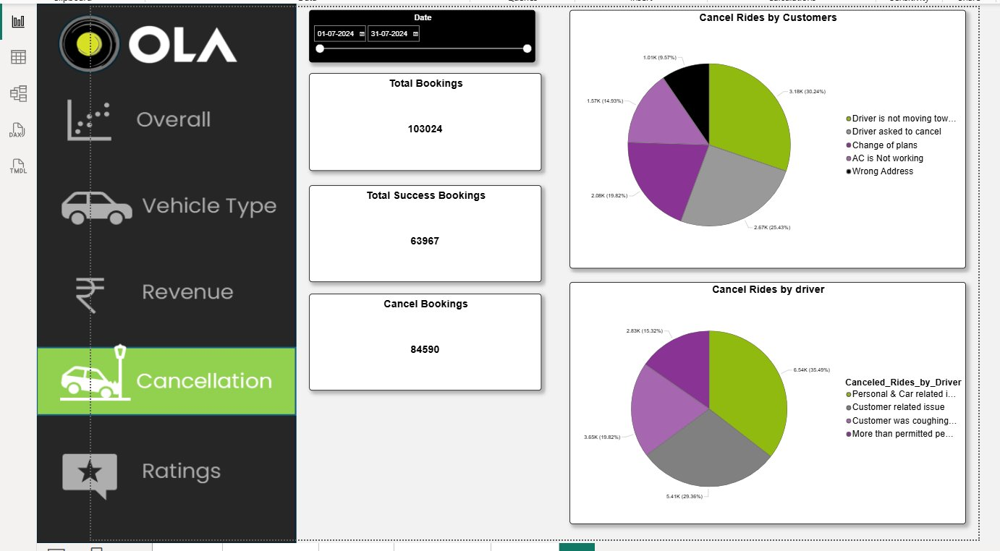 DAX
TMDL
OLA
Overall
Vehicle Type
Revenue
Cancellation
Ratings
Date
01-07-2024 31-07-2024
Total Bookings
103024
Total Success Bookings
63967
Cancel Bookings
84590
Cancel Rides by Customers
1.01K (9.57%)
3.18K (30.24%)
1.57K (14.93%)
2.08K (19.82%)
2.67K (25.43%)
Driver is not moving tow...
Driver asked to cancel
Change of plans
AC is Not working
Wrong Address
Cancel Rides by driver
2.83K (15.32%)
6.54K (35.49%)
3.65K (19.82%)
5.41K (29.36%)
Canceled_Rides_by_Driver
Personal & Car related i...
Customer related issue
Customer was coughing...
More than permitted pe...